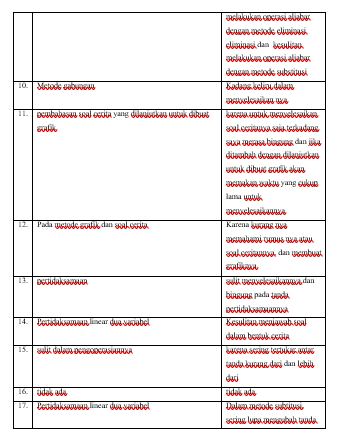 melakukan operasi aljabar
dengan metode eliminasi
eliminasi dan kesulitan
melakukan operasi aljabar
dengan metode substitusi
10. Metode gabungan
Kadang keliru dalam
menyelesaikan nya
11. pembahasan soal cerita yang dilanjutkan untuk dibuat
grafik
karena untuk menyelesaikan
soal ceritanya saja terkadang
saya merasa bingung dan jika
ditambah dengan dilanjutkan
untuk dibuat grafik akan
memakan waktu yang cukup
lama untuk
menyelesaikannya
12. Pada metode grafik dan soal cerita
Karena kurang nya
memahami rumus nya atau
soal ceritannya, dan membuat
grafiknya
13. pertidaksamaan
sulit menyelesaikannya dan
bingung pada tanda
pertidaksamaannya
14. Pertidaksamaan linear dua variabel
Kesulitan menjawab soal
dalam bentuk cerita
15. sulit dalam pengoperasiannya
karena sering tertukar antar
tanda kurang dari dan lebih
dari
16. tidak ada
tidak ada
17. Pertidaksamaan linear dua variabel
Dalam metode subtitusi
sering lupa mengubah tanda